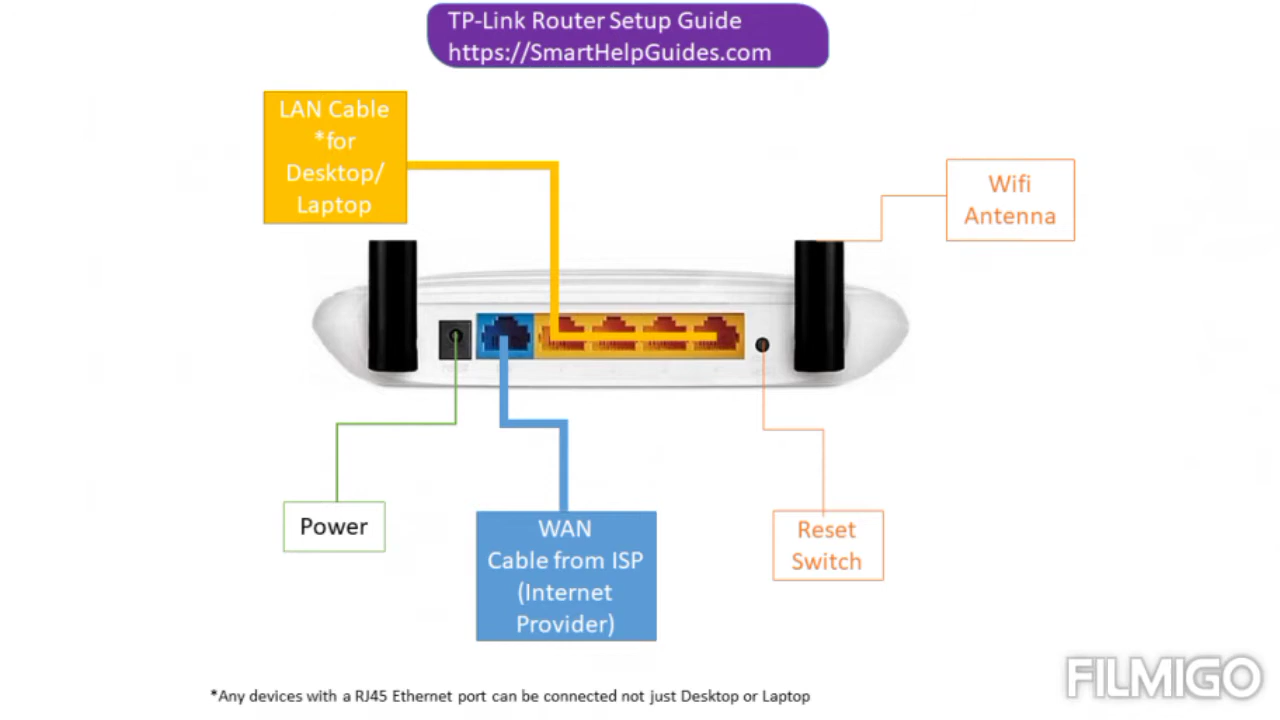 TP-Link Router Setup Guide
https://SmartHelpGuides.com
LAN Cable
*for
Desktop/
Laptop
Wifi
Antenna
Power
WAN
Cable from ISP
(Internet
Provider)
Reset
Switch
*Any devices with a RJ45 Ethernet port can be connected not just Desktop or Laptop
FILMIGO